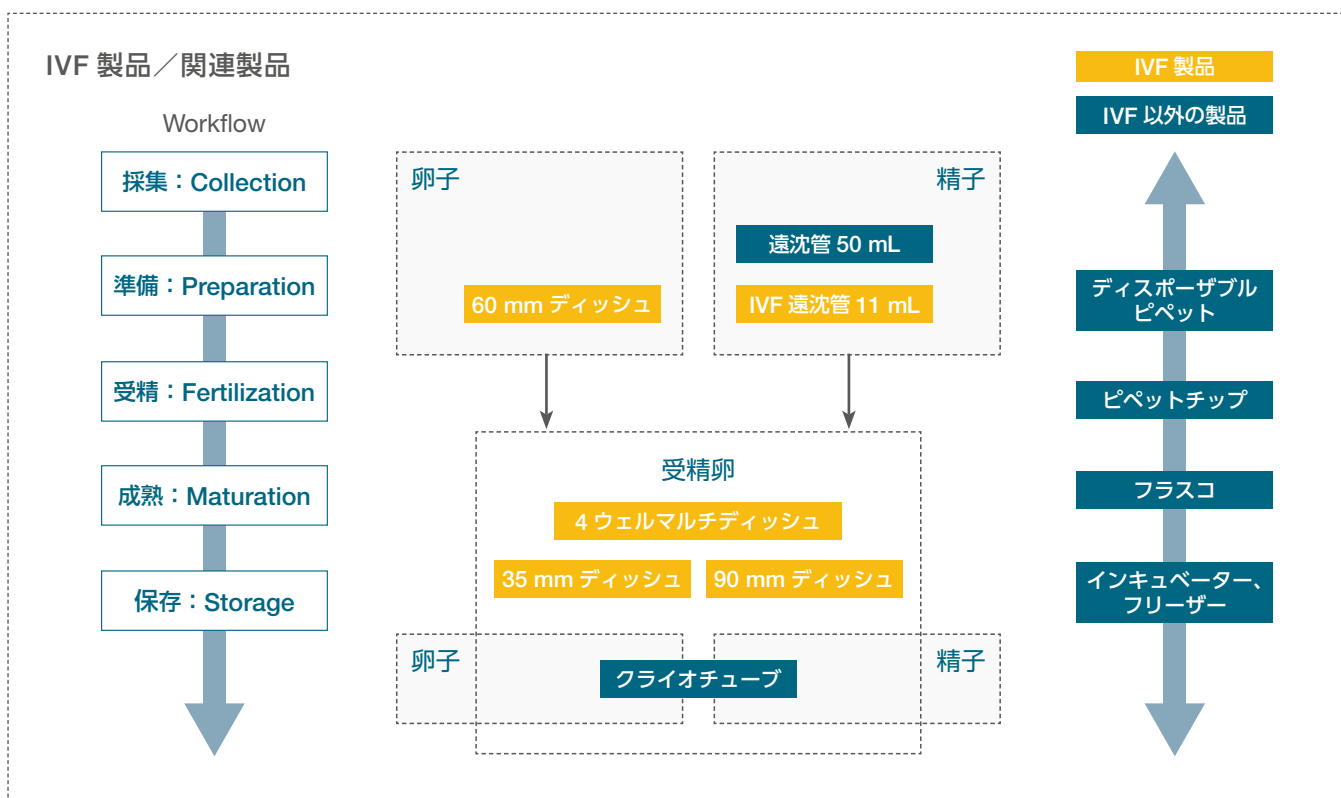 IVF 製品／関連製品
Workflow
採集：Collection
準備：Preparation
受精：Fertilization
成熟：Maturation
保存：Storage
卵子
60 mm ディッシュ
精子
遠沈管 50 mL
IVF 遠沈管 11 mL
受精卵
4 ウェルマルチディッシュ
35 mm ディッシュ
90 mm ディッシュ
卵子
クライオチューブ
精子
IVF 製品
IVF 以外の製品
ディスポーザブル
ピペット
ピペットチップ
フラスコ
インキュベーター、
フリーザー